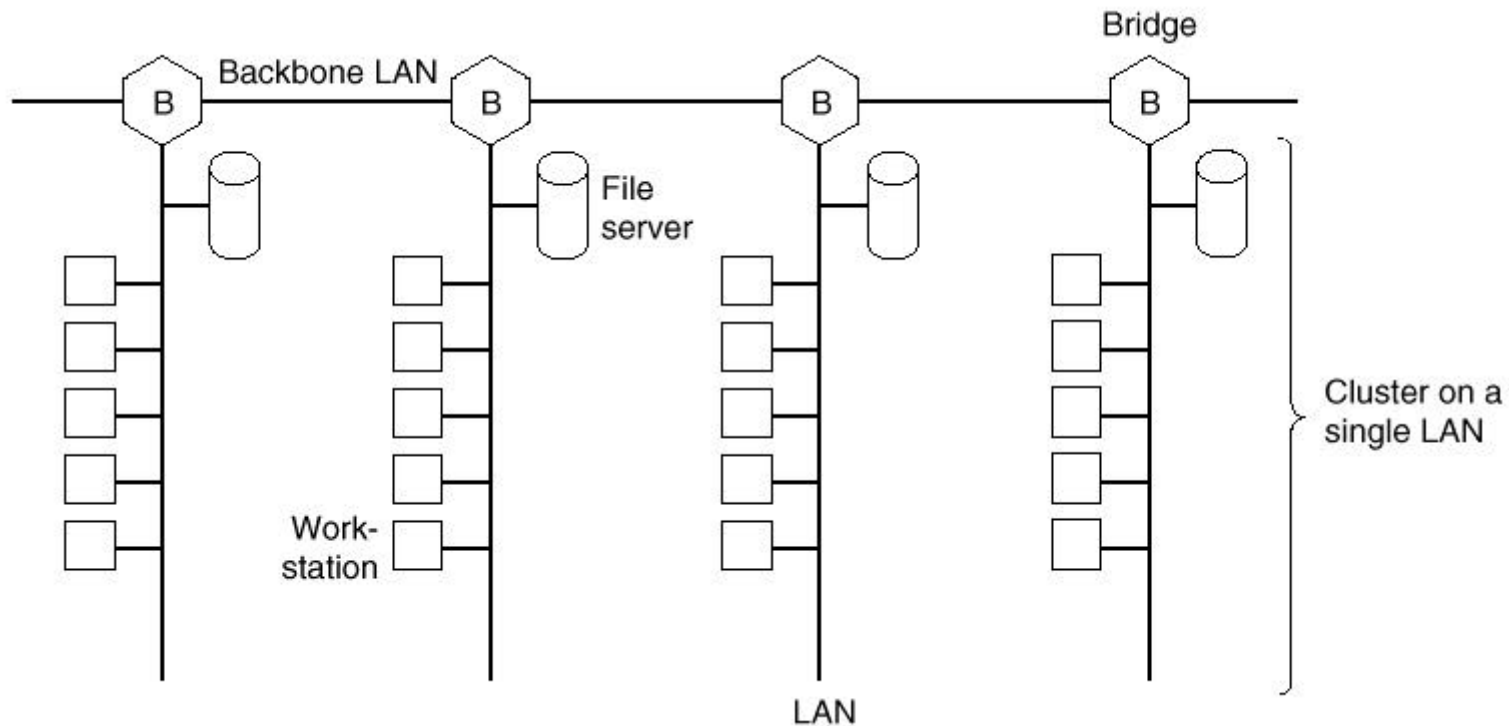 Bridge
Backbone LAN
B
B
B
B
File
server
Cluster on a
single LAN
Work-
station
LAN